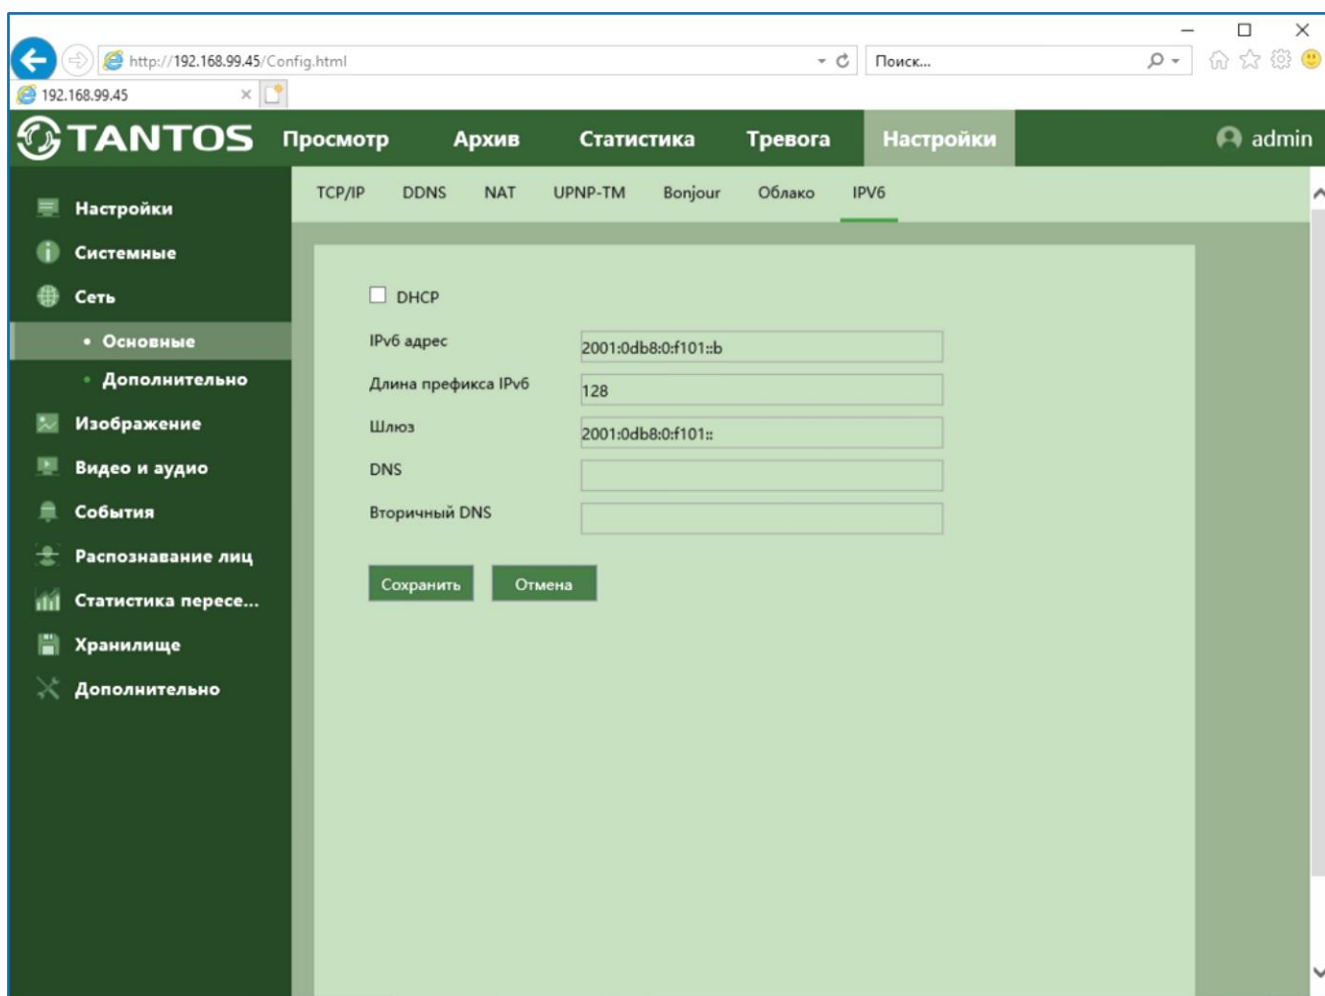 http://192.168.99.45/Config.html
Поиск...
192.168.99.45
TANTOS Просмотр Архив Статистика Тревога Настройки admin
TCP/IP DDNS NAT UPNP-TM Bonjour Облако IPV6
Настройки
Системные
Сеть
Основные
Дополнительно
Изображение
Видео и аудио
События
Распознавание лиц
Статистика пересе...
Хранилище
Дополнительно
DHCP
IPv6 адрес 2001:0db8:0:f101::b
Длина префикса IPv6 128
Шлюз 2001:0db8:0:f101::
DNS
Вторичный DNS
Сохранить Отмена